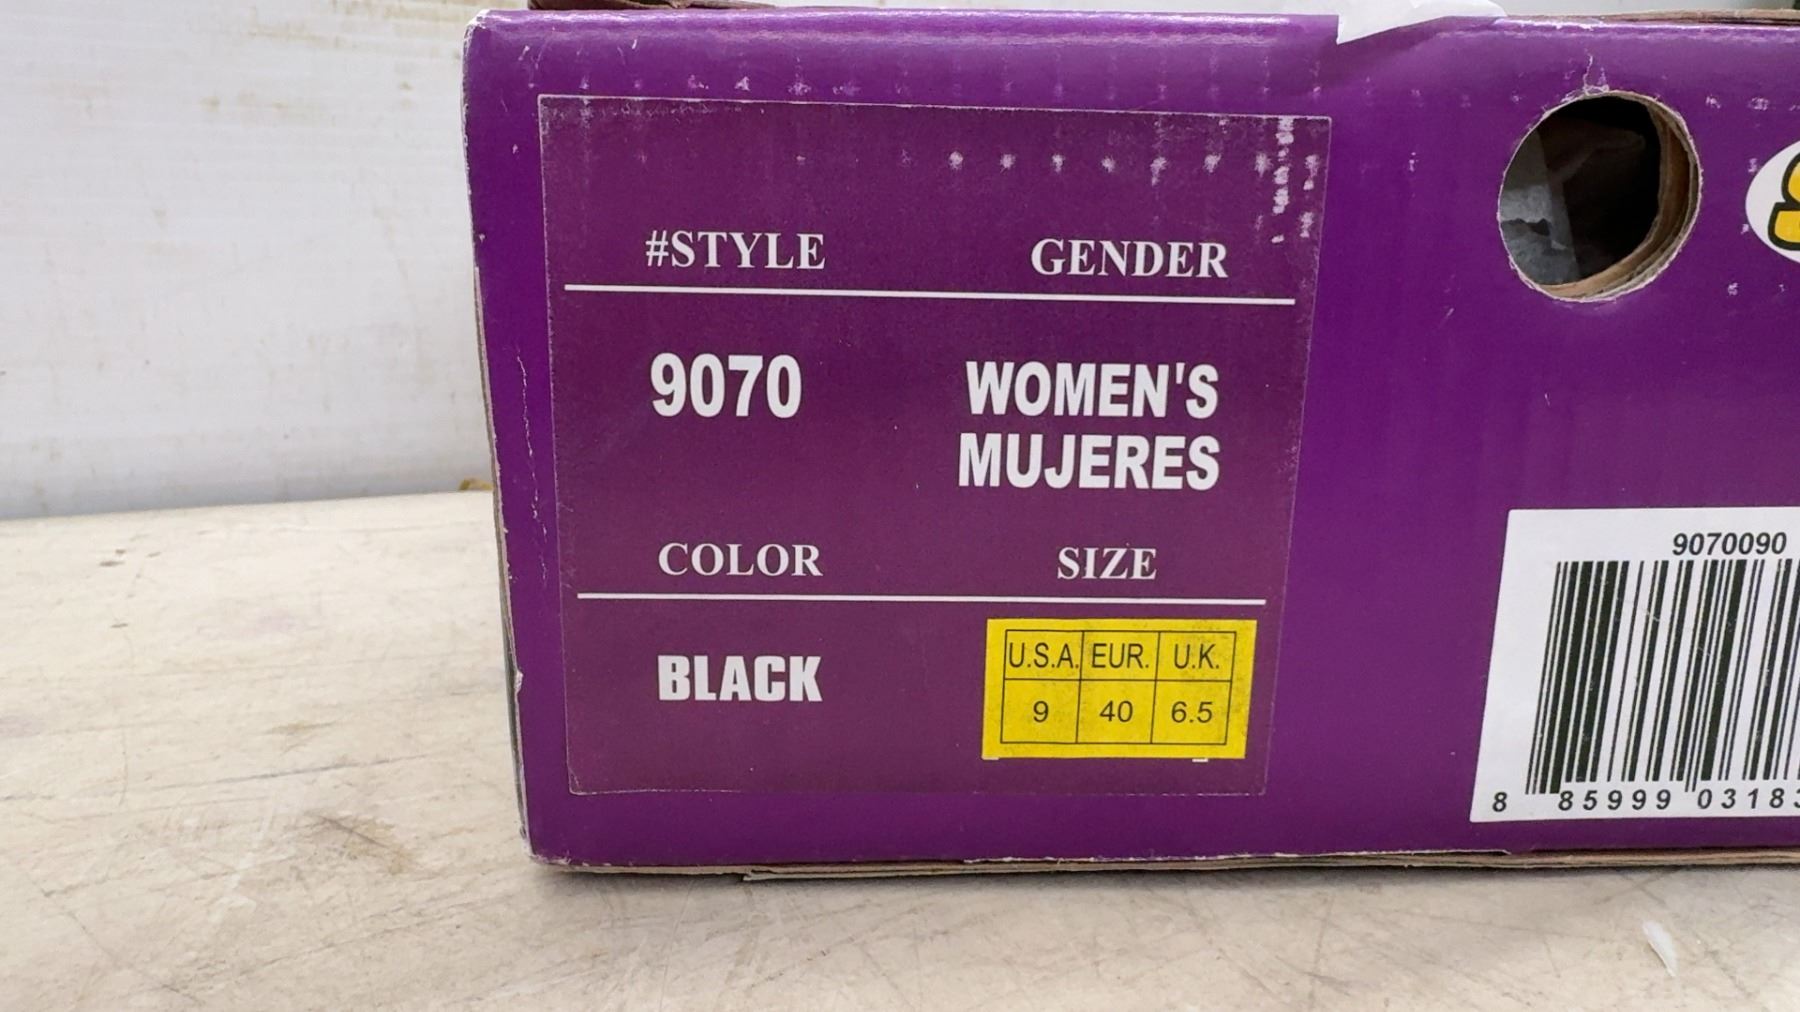 #STYLE GENDER
9070 WOMEN'S
MUJERES
COLOR SIZE
BLACK
U.S.A. EUR. U.K.
9 40 6.5
9070090
8 85999 0318